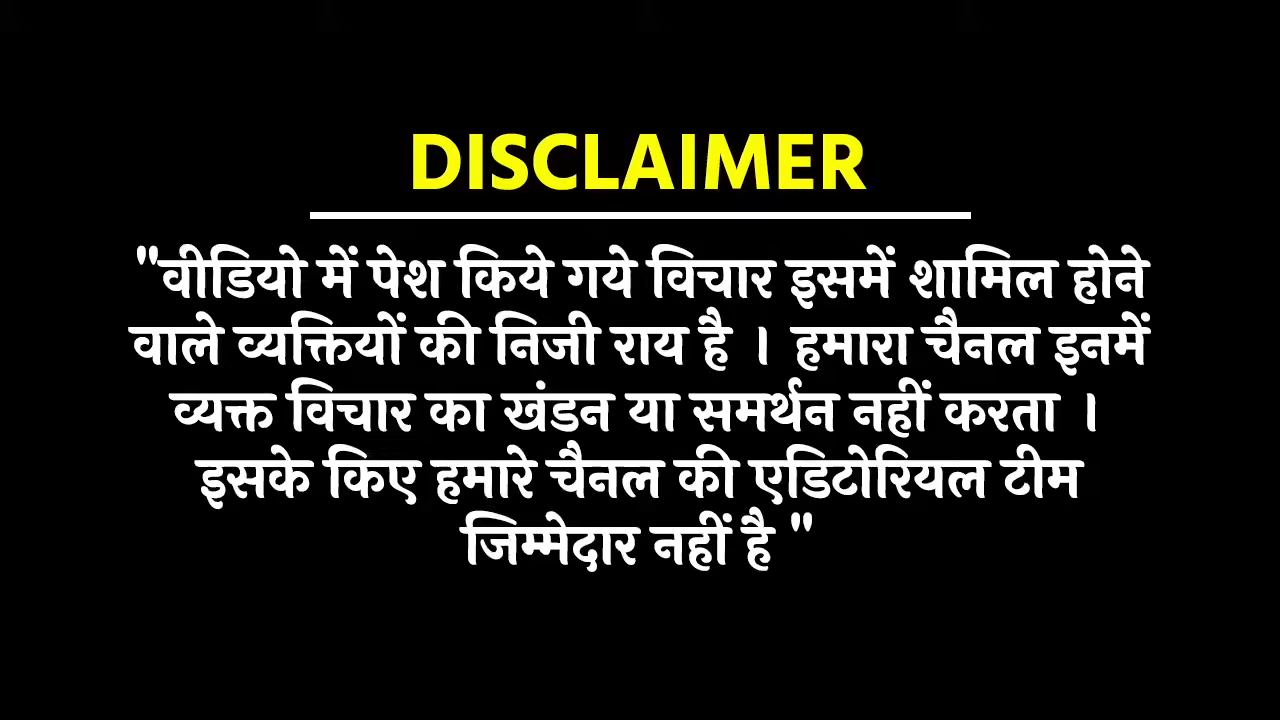 DISCLAIMER
"वीडियो में पेश किये गये विचार इसमें शामिल होने
वाले व्यक्तियों की निजी राय है । हमारा चैनल इनमें
व्यक्त विचार का खंडन या समर्थन नहीं करता ।
इसके किए हमारे चैनल की एडिटोरियल टीम
जिम्मेदार नहीं है "